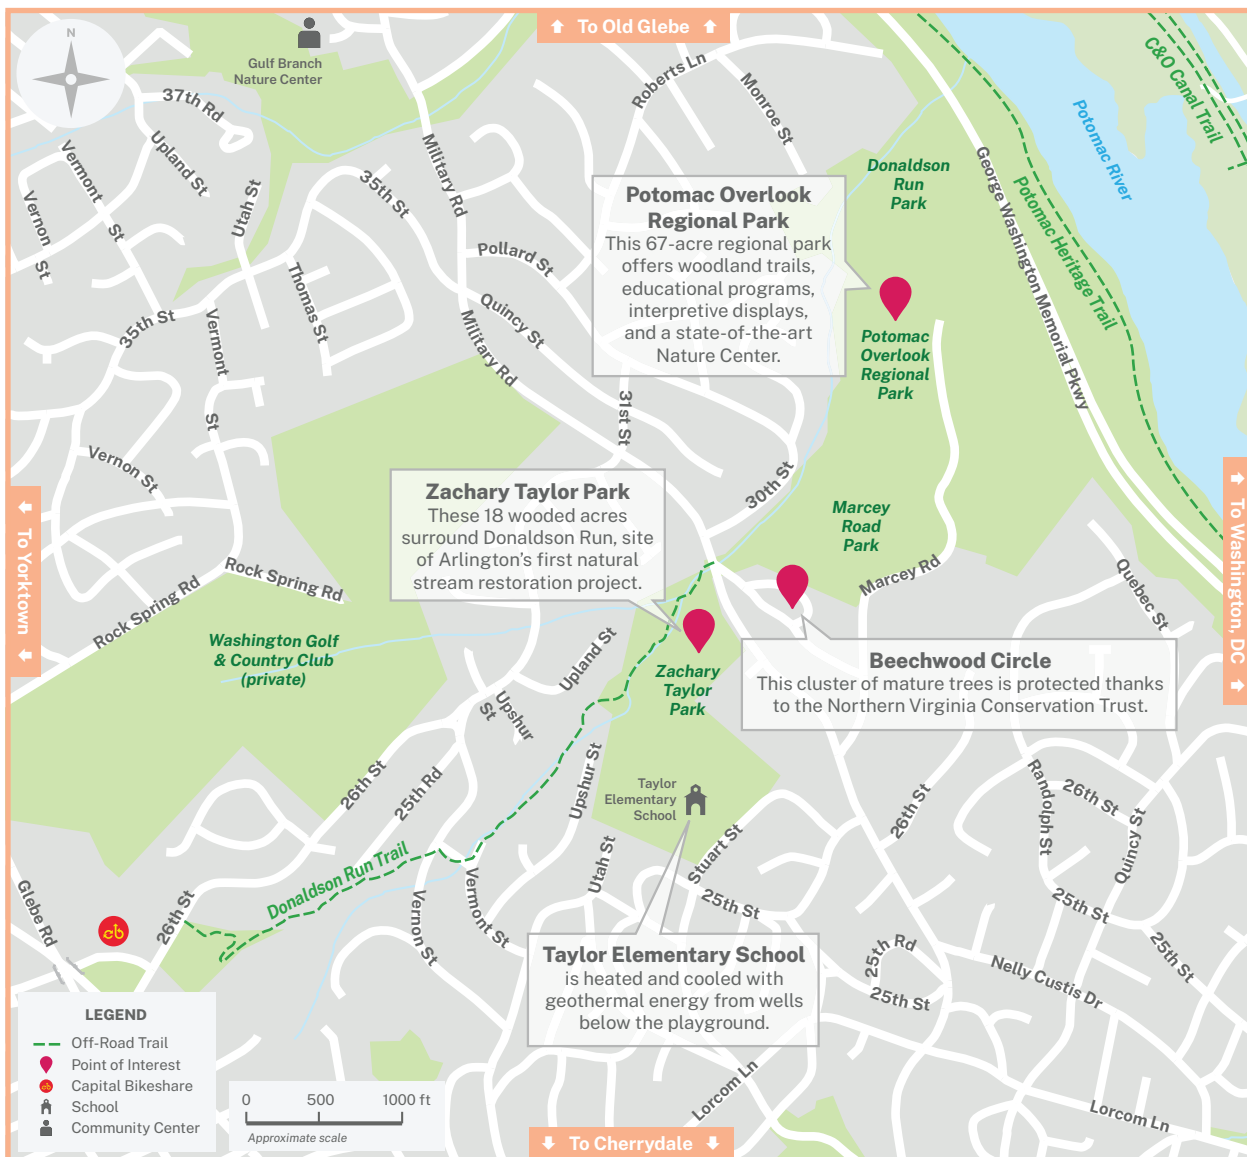 To Old Glebe
N
Gulf Branch
Nature Center
37th Rd
Upland St
Vermont
St
Vernon
St
Utah St
35th St
Military Rd
Roberts Ln
Monroe St
C&O Canal Trail
Potomac River
Donaldson
Run
Park
George Washington Memorial Pkwy
Potomac Heritage Trail
Potomac Overlook
Regional Park
This 67-acre regional park
offers woodland trails,
educational programs,
interpretive displays,
and a state-of-the-art
Nature Center.
Pollard St
Quincy St
Thomas St
35th St
Vermont
St
Military Rd
Potomac
Overlook
Regional
Park
31st St
Vernon St
30th St
Zachary Taylor Park
These 18 wooded acres
surround Donaldson Run, site
of Arlington's first natural
stream restoration project.
Marcey
Road
Park
To Yorktown
To Washington, DC
Rock Spring Rd
Rock Spring Rd
Marcey Rd
Quebec St
Washington Golf
& Country Club
(private)
Upland St
Zachary
Taylor
Park
Beechwood Circle
This cluster of mature trees is protected thanks
to the Northern Virginia Conservation Trust.
Upshur
St
26th St
25th Rd
Upshur St
Taylor
Elementary
School
26th St
Randolph St
26th St
Quincy St
Donaldson Run Trail
Utah St
Stuart St
25th St
25th St
Glebe Rd
26th St
Vernon St
Vermont St
25th St
Taylor Elementary School
is heated and cooled with
geothermal energy from wells
below the playground.
25th Rd
25th St
Nelly Custis Dr
LEGEND
Off-Road Trail
Point of Interest
Capital Bikeshare
School
Community Center
0 500 1000 ft
Approximate scale
Lorcom Ln
Lorcom Ln
To Cherrydale